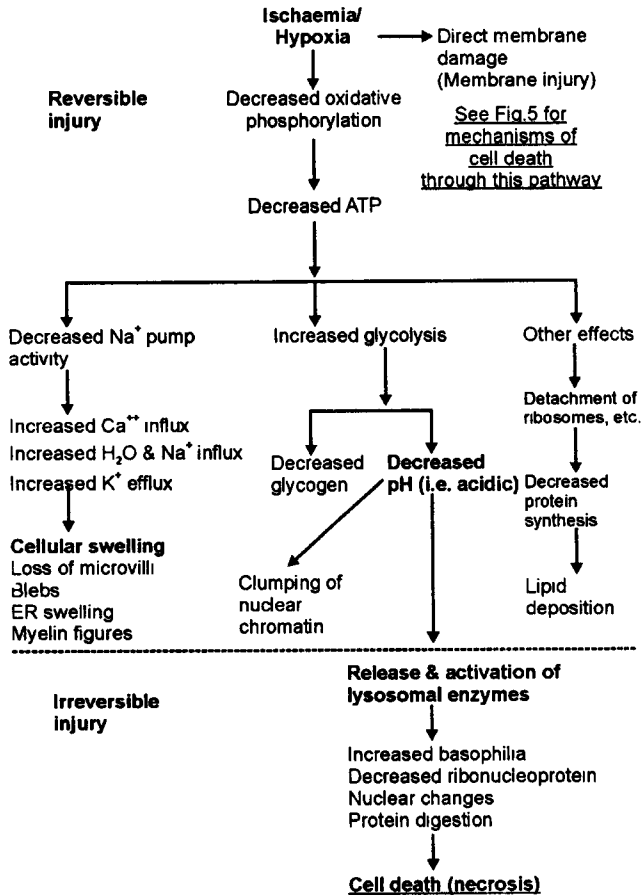 Ischaemia/
Hypoxia
Direct membrane
damage
(Membrane injury)
Reversible
injury
Decreased oxidative
phosphorylation
See Fig.5 for
mechanisms of
cell death
through this pathway
Decreased ATP
Decreased Na⁺ pump
activity
Increased glycolysis
Other effects
Increased Ca⁺⁺ influx
Increased H₂O & Na⁺ influx
Increased K⁺ efflux
Decreased
glycogen
Decreased
pH (i.e. acidic)
Detachment of
ribosomes, etc.
Decreased
protein
synthesis
Cellular swelling
Loss of microvilli
Blebs
ER swelling
Myelin figures
Clumping of
nuclear
chromatin
Lipid
deposition
Irreversible
injury
Release & activation of
lysosomal enzymes
Increased basophilia
Decreased ribonucleoprotein
Nuclear changes
Protein digestion
Cell death (necrosis)